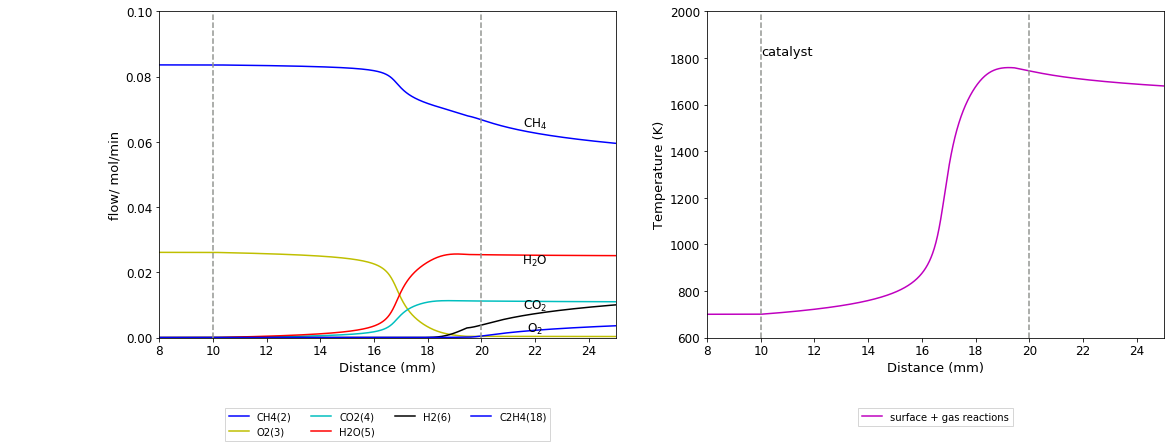 0.10
0.08
0.06
0.04
0.02
0.00
flow/ mol/min
CH₄
H₂O
CO₂
O₂
8 10 12 14 16 18 20 22 24
Distance (mm)
CH4(2) CO2(4) H2(6) C2H4(18)
O2(3) H2O(5)
2000
1800
1600
1400
1200
1000
800
600
Temperature (K)
catalyst
8 10 12 14 16 18 20 22 24
Distance (mm)
surface + gas reactions